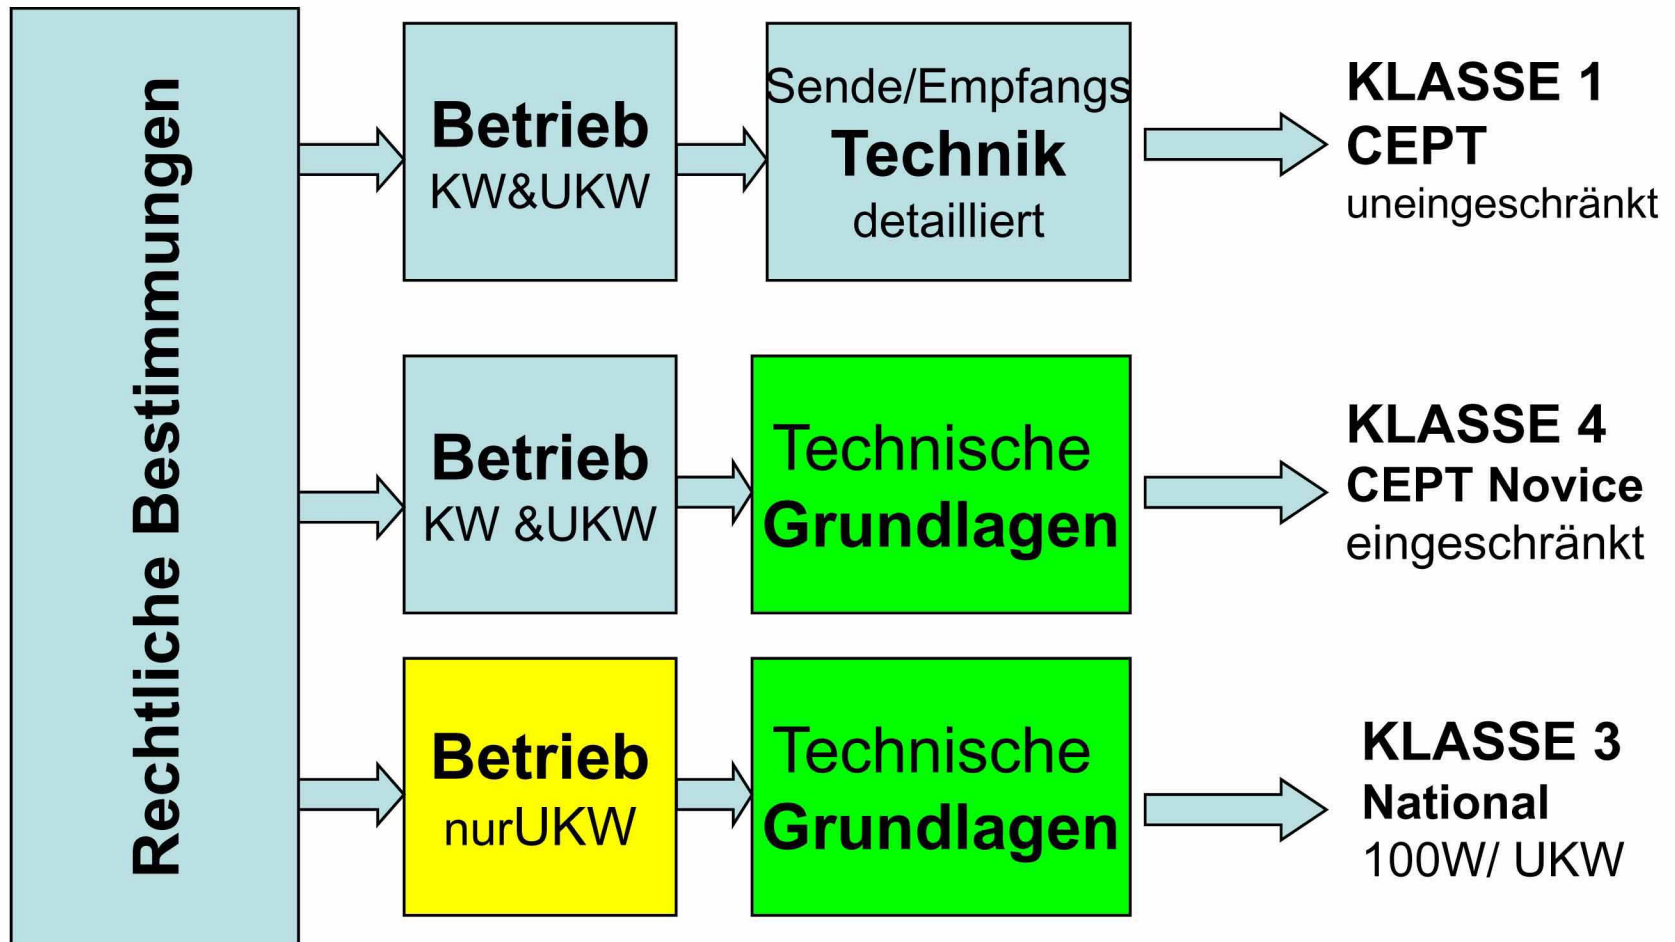 Rechtliche Bestimmungen
Betrieb
KW&UKW
Sende/Empfangs
Technik
detailliert
KLASSE 1
CEPT
uneingeschränkt
Betrieb
KW &UKW
Technische
Grundlagen
KLASSE 4
CEPT Novice
eingeschränkt
Betrieb
nurUKW
Technische
Grundlagen
KLASSE 3
National
100W/ UKW